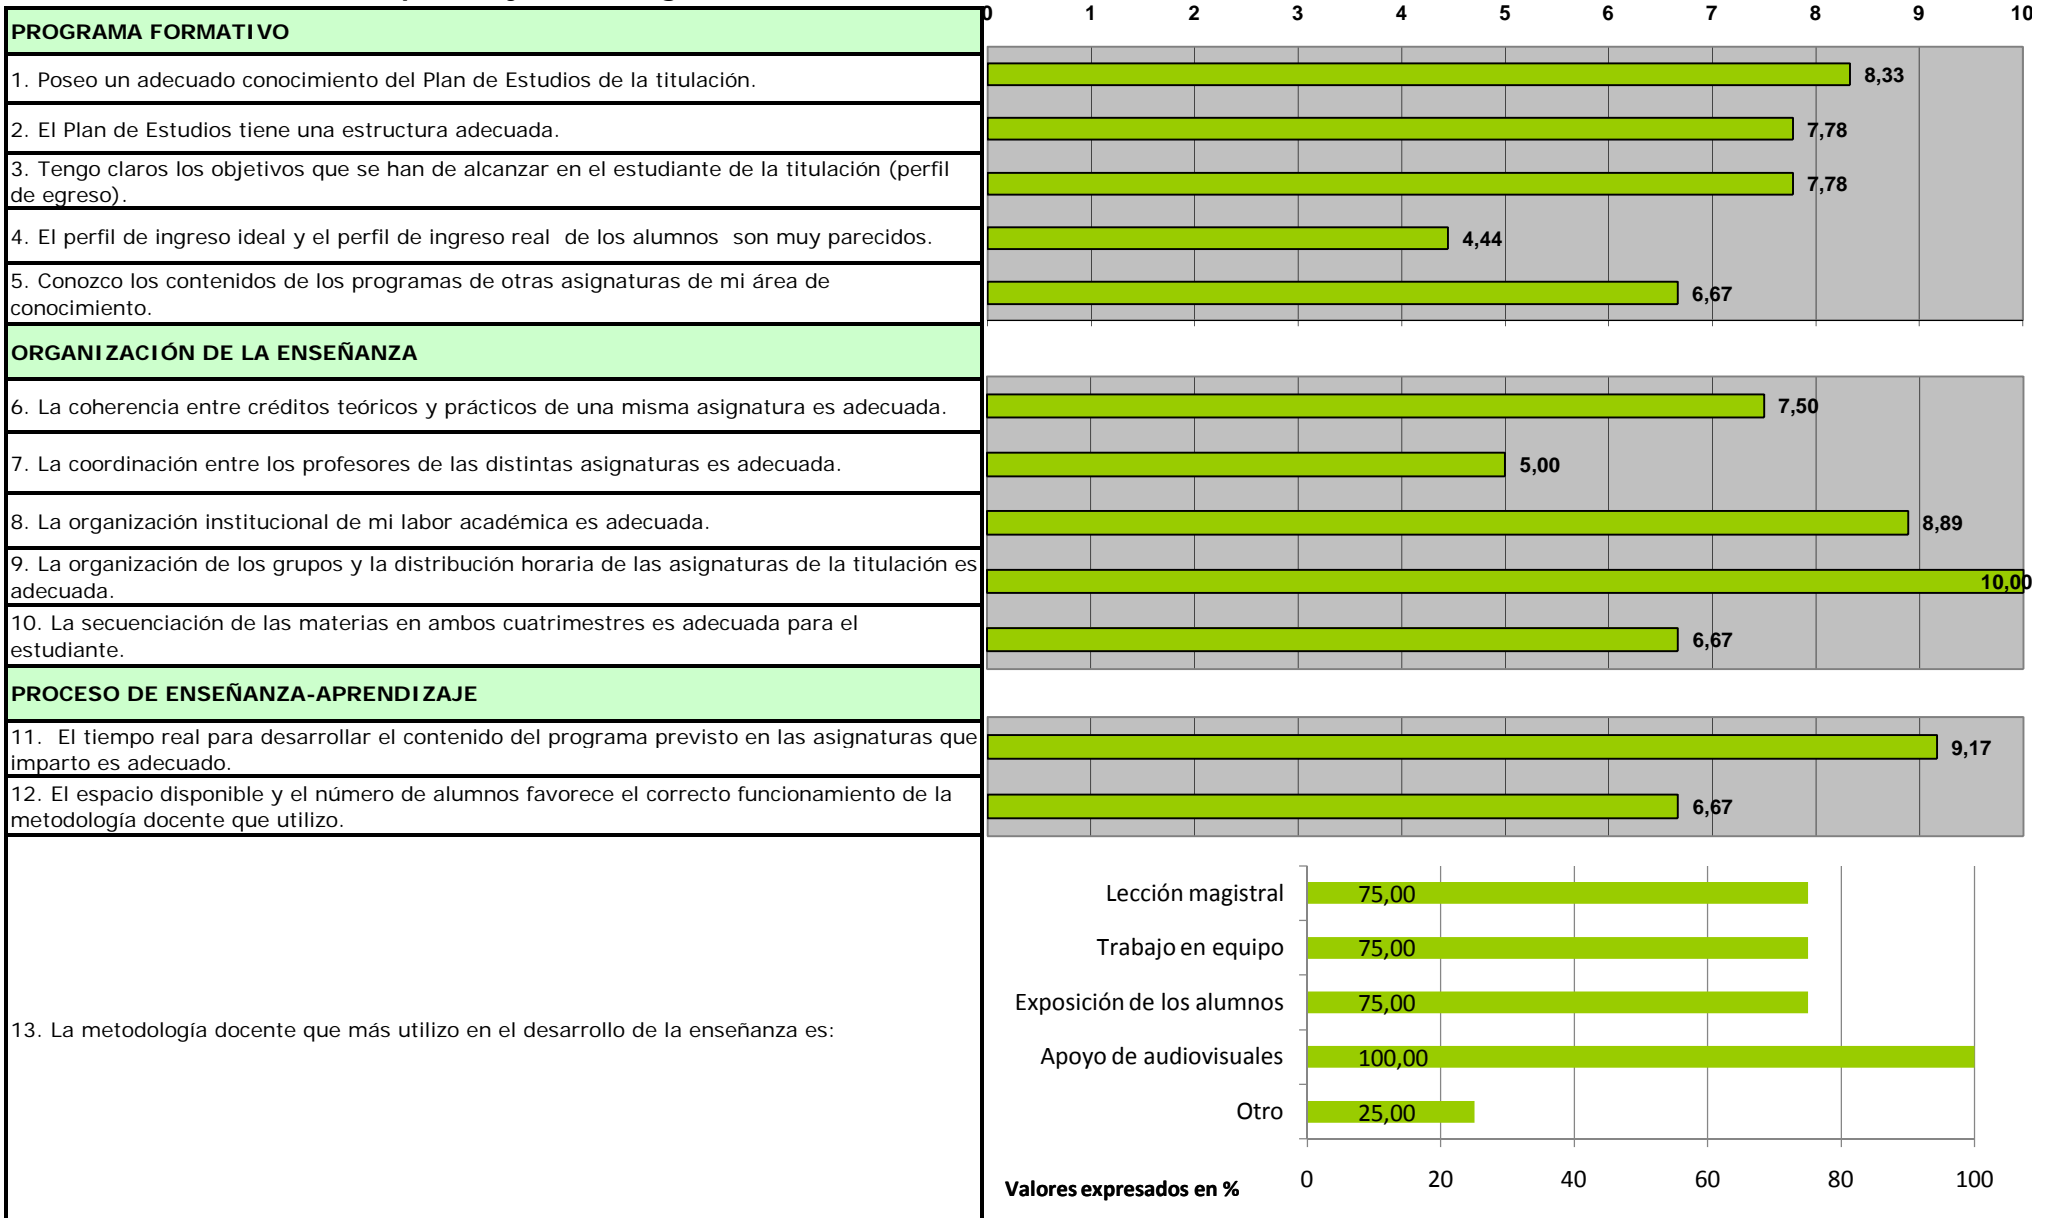 0 1 2 3 4 5 6 7 8 9 10
PROGRAMA FORMATIVO
1. Poseo un adecuado conocimiento del Plan de Estudios de la titulación.
8,33
2. El Plan de Estudios tiene una estructura adecuada.
7,78
3. Tengo claros los objetivos que se han de alcanzar en el estudiante de la titulación (perfil
de egreso).
7,78
4. El perfil de ingreso ideal y el perfil de ingreso real de los alumnos son muy parecidos.
4,44
5. Conozco los contenidos de los programas de otras asignaturas de mi área de
conocimiento.
6,67
ORGANIZACIÓN DE LA ENSEÑANZA
6. La coherencia entre créditos teóricos y prácticos de una misma asignatura es adecuada.
7,50
7. La coordinación entre los profesores de las distintas asignaturas es adecuada.
5,00
8. La organización institucional de mi labor académica es adecuada.
8,89
9. La organización de los grupos y la distribución horaria de las asignaturas de la titulación es
adecuada.
10,00
10. La secuenciación de las materias en ambos cuatrimestres es adecuada para el
estudiante.
6,67
PROCESO DE ENSEÑANZA-APRENDIZAJE
11. El tiempo real para desarrollar el contenido del programa previsto en las asignaturas que
imparto es adecuado.
9,17
12. El espacio disponible y el número de alumnos favorece el correcto funcionamiento de la
metodología docente que utilizo.
6,67
13. La metodología docente que más utilizo en el desarrollo de la enseñanza es:
Lección magistral 75,00
Trabajo en equipo 75,00
Exposición de los alumnos 75,00
Apoyo de audiovisuales 100,00
Otro 25,00
Valores expresados en %
0 20 40 60 80 100